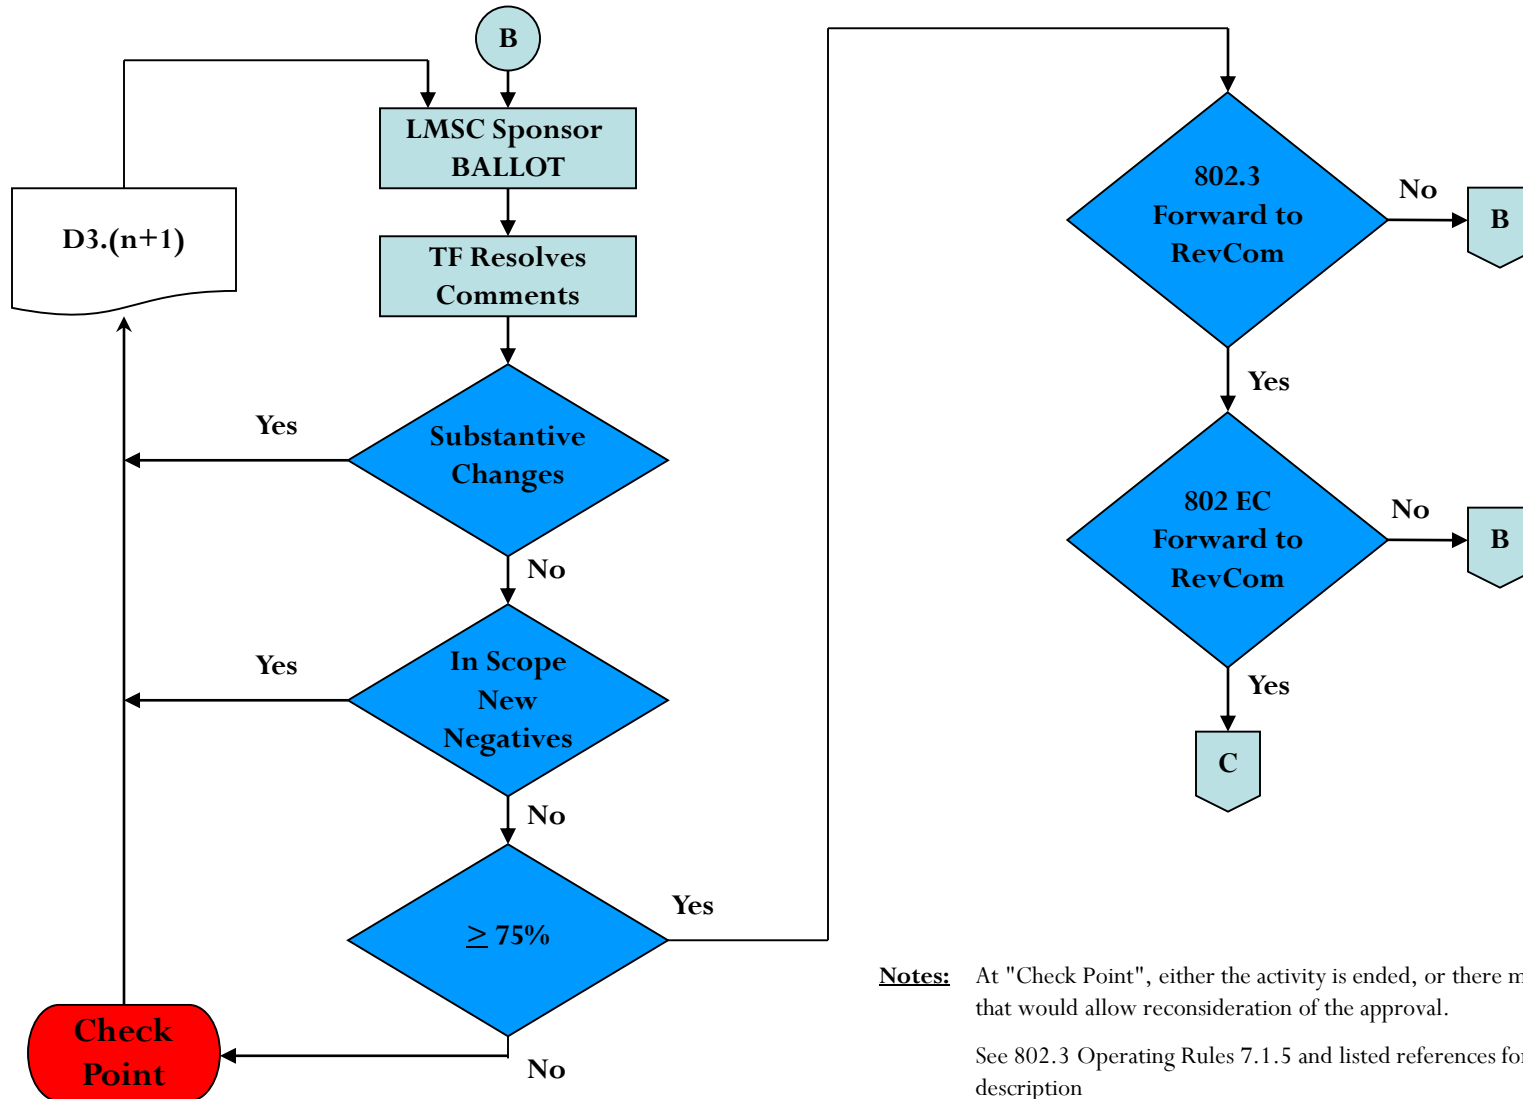 B
LMSC Sponsor
BALLOT
D3.(n+1)
TF Resolves
Comments
Yes
Substantive
Changes
No
Yes
In Scope
New
Negatives
No
≥ 75%
Yes
No
Check
Point
802.3
Forward to
RevCom
No
B
Yes
802 EC
Forward to
RevCom
No
B
Yes
C
Notes: At "Check Point", either the activity is ended, or there
that would allow reconsideration of the approval.
See 802.3 Operating Rules 7.1.5 and listed references for
description